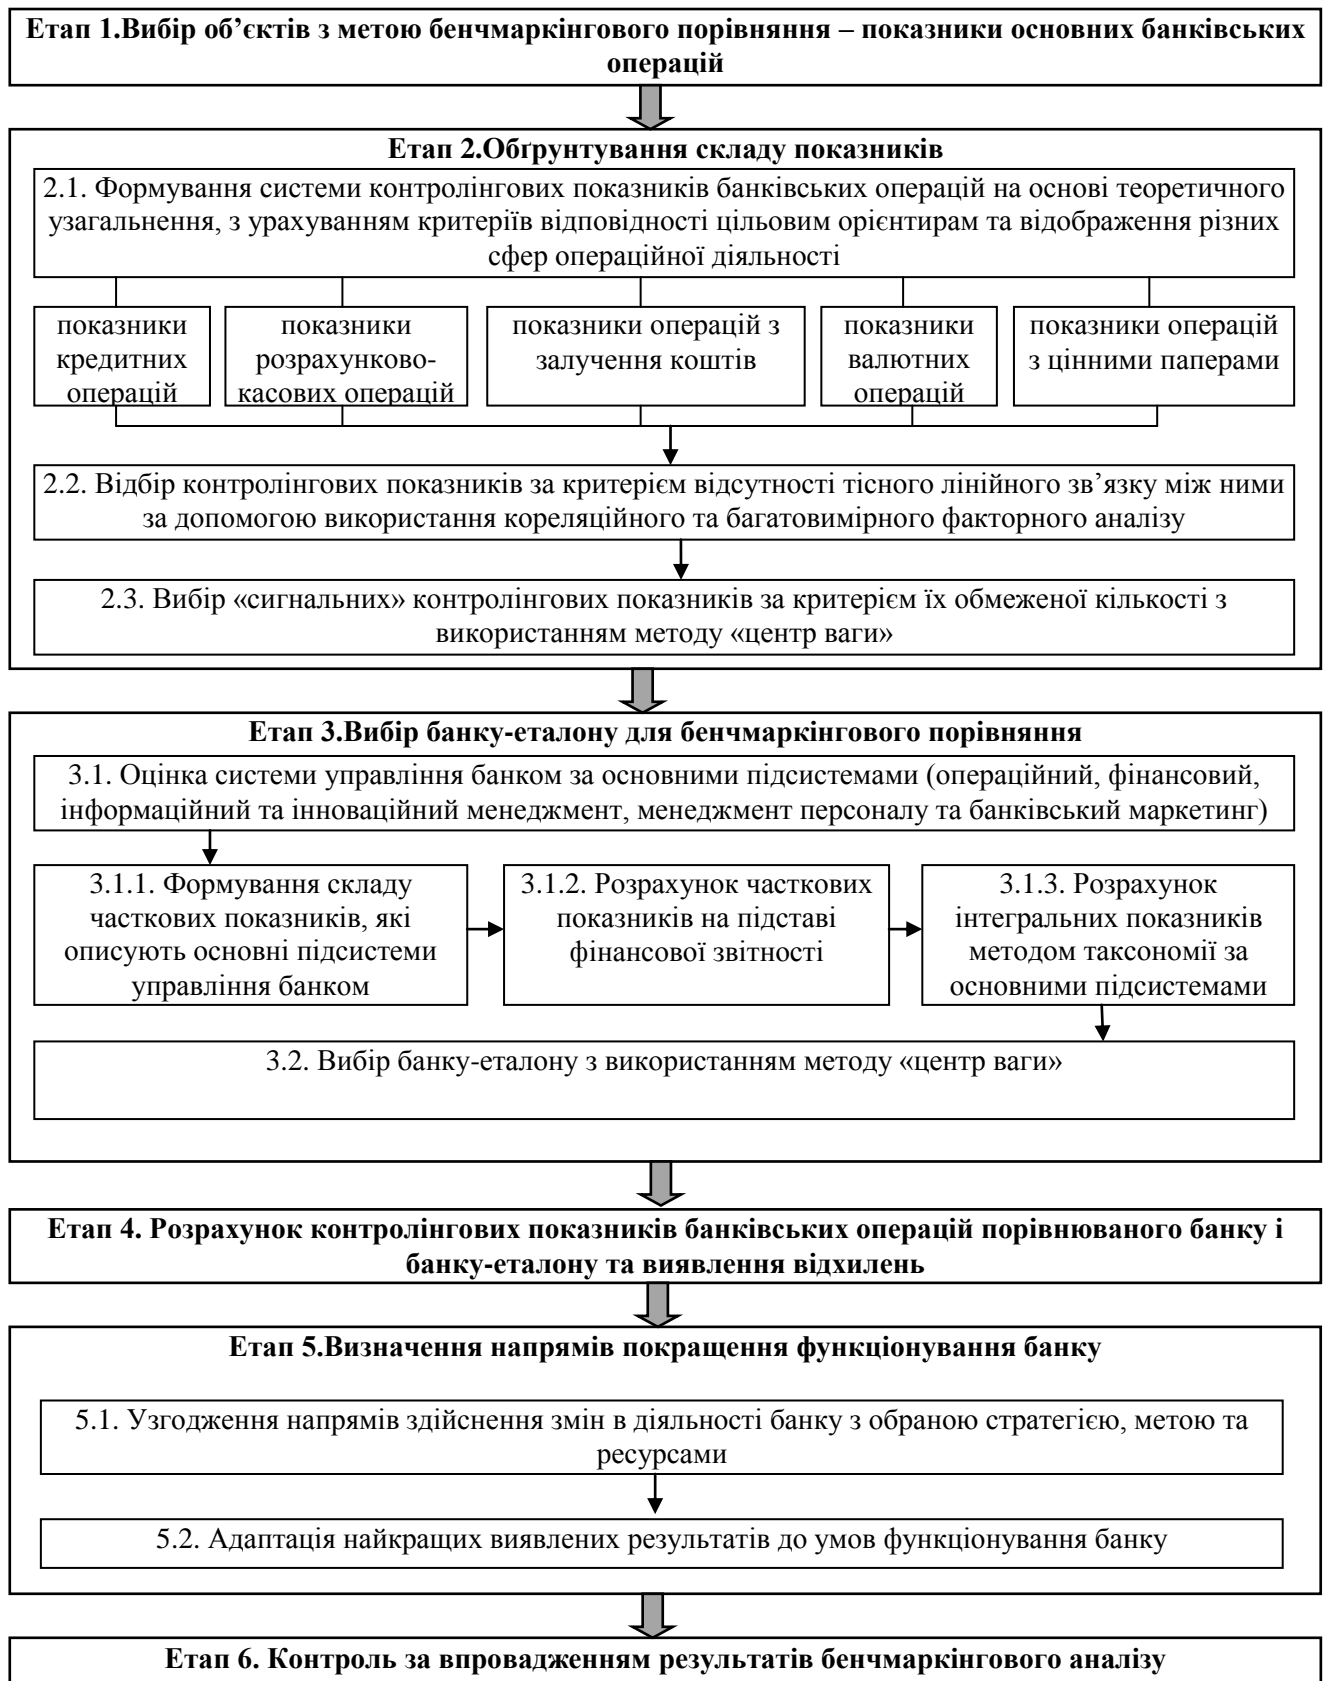 Етап 1.Вибір об’єктів з метою бенчмаркінгового порівняння – показники основних банківських
операцій
Етап 2.Обґрунтування складу показників
2.1. Формування системи контролінгових показників банківських операцій на основі теоретичного
узагальнення, з урахуванням критеріїв відповідності цільовим орієнтирам та відображення різних
сфер операційної діяльності
показники
кредитних
операцій
показники
розрахунково-
касових операцій
показники операцій з
залучення коштів
показники
валютних
операцій
показники операцій
з цінними паперами
2.2. Відбір контролінгових показників за критерієм відсутності тісного лінійного зв’язку між ними
за допомогою використання кореляційного та багатовимірного факторного аналізу
2.3. Вибір «сигнальних» контролінгових показників за критерієм їх обмеженої кількості з
використанням методу «центр ваги»
Етап 3.Вибір банку-еталону для бенчмаркінгового порівняння
3.1. Оцінка системи управління банком за основними підсистемами (операційний, фінансовий,
інформаційний та інноваційний менеджмент, менеджмент персоналу та банківський маркетинг)
3.1.1. Формування складу
часткових показників, які
описують основні підсистеми
управління банком
3.1.2. Розрахунок часткових
показників на підставі
фінансової звітності
3.1.3. Розрахунок
інтегральних показників
методом таксономії за
основними підсистемами
3.2. Вибір банку-еталону з використанням методу «центр ваги»
Етап 4. Розрахунок контролінгових показників банківських операцій порівнюваного банку і
банку-еталону та виявлення відхилень
Етап 5.Визначення напрямів покращення функціонування банку
5.1. Узгодження напрямів здійснення змін в діяльності банку з обраною стратегією, метою та
ресурсами
5.2. Адаптація найкращих виявлених результатів до умов функціонування банку
Етап 6. Контроль за впровадженням результатів бенчмаркінгового аналізу